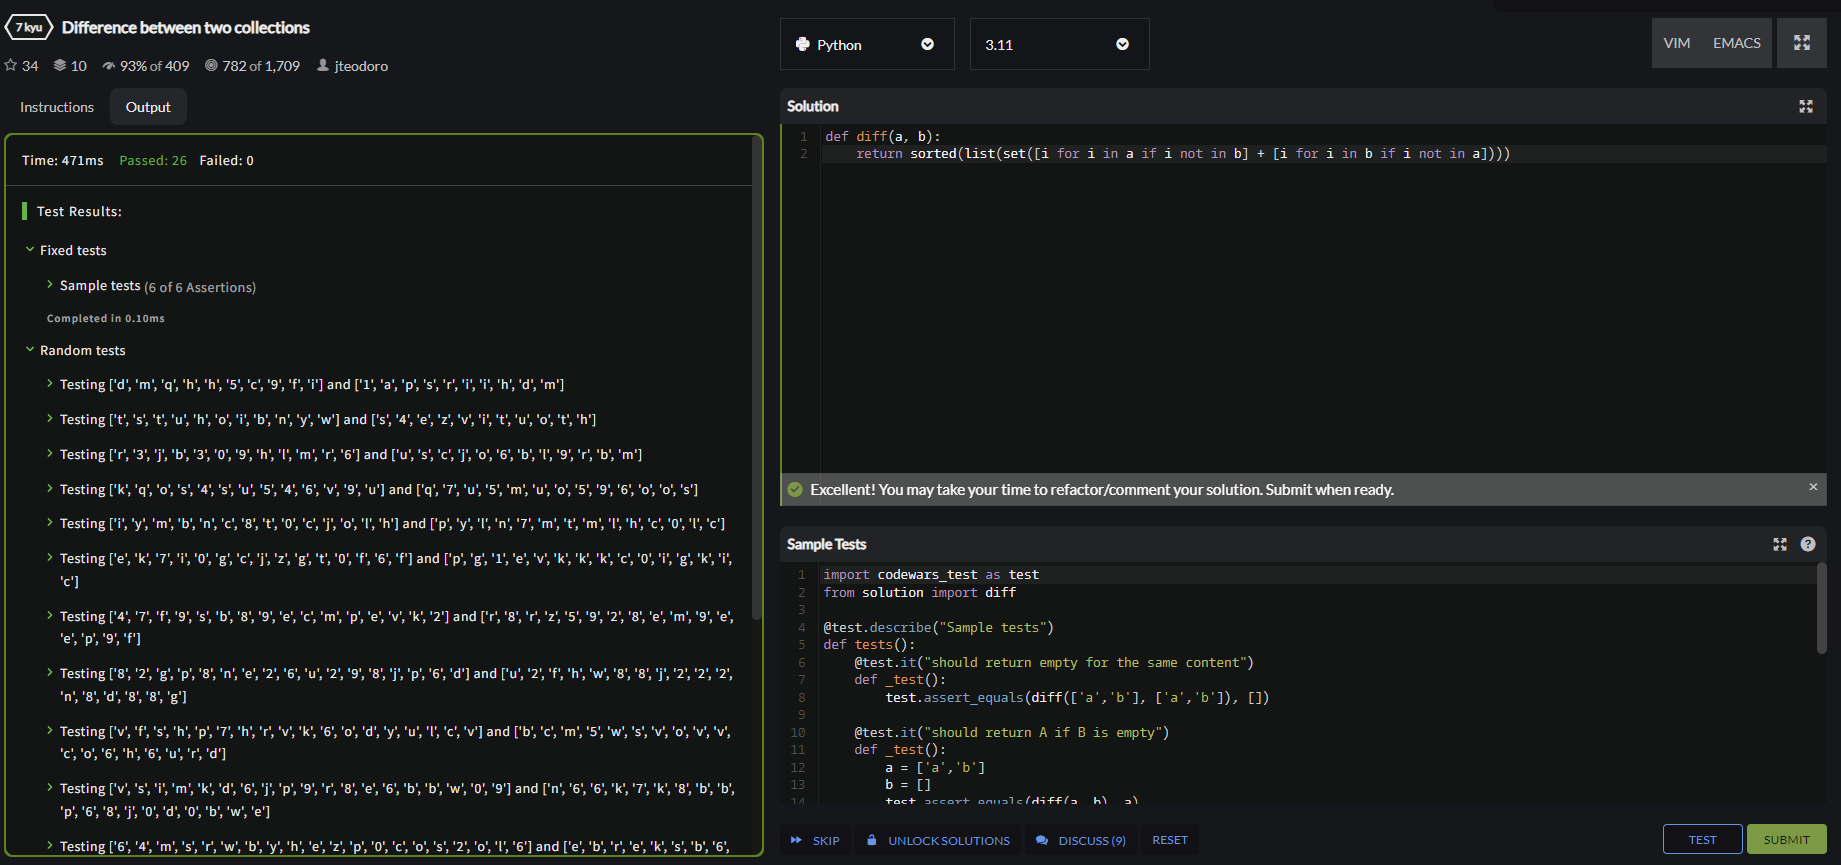 7 kyu Difference between two collections
34 10 93% of 409 782 of 1,709 jteodoro
Instructions Output
Time: 471ms Passed: 26 Failed: 0
Test Results:
Fixed tests
Sample tests (6 of 6 Assertions)
Completed in 0.10ms
Random tests
Testing ['d', 'm', 'q', 'h', 'h', '5', 'c', '9', 'f', 'i'] and ['1', 'a', 'p', 's', 'r', 'i', 'i', 'h', 'd', 'm']
Testing ['t', 's', 't', 'u', 'h', 'o', 'i', 'b', 'n', 'y', 'w'] and ['s', '4', 'e', 'z', 'v', 'i', 't', 'u', 'o', 't', 'h']
Testing ['r', '3', 'j', 'b', '3', '0', '9', 'h', 'l', 'm', 'r', '6'] and ['u', 's', 'c', 'j', 'o', '6', 'b', 'l', '9', 'r', 'b', 'm']
Testing ['k', 'q', 'o', 's', '4', 's', 'u', '5', '4', '6', 'v', '9', 'u'] and ['q', '7', 'u', '5', 'm', 'u', 'o', '5', '9', '6', 'o', 'o', 's']
Testing ['i', 'y', 'm', 'b', 'n', 'c', '8', 't', '0', 'c', 'j', 'o', 'l', 'h'] and ['p', 'y', 'l', 'n', '7', 'm', 't', 'm', 'l', 'h', 'c', '0', 'l', 'c']
Testing ['e', 'k', '7', 'i', '0', 'g', 'c', 'j', 'z', 'g', 't', '0', 'f', '6', 'f'] and ['p', 'g', '1', 'e', 'v', 'k', 'k', 'k', 'c', '0', 'i', 'g', 'k', 'i',
'c']
Testing ['4', '7', 'f', '9', 's', 'b', '8', '9', 'e', 'c', 'm', 'p', 'e', 'v', 'k', '2'] and ['r', '8', 'r', 'z', '5', '9', '2', '8', 'e', 'm', '9', 'e',
'e', 'p', '9', 'f']
Testing ['8', '2', 'g', 'p', '8', 'n', 'e', '2', '6', 'u', '2', '9', '8', 'j', 'p', '6', 'd'] and ['u', '2', 'f', 'h', 'w', '8', '8', 'j', '2', '2', '2',
'n', '8', 'd', '8', '8', 'g']
Testing ['v', 'f', 's', 'h', 'p', '7', 'h', 'r', 'v', 'k', '6', 'o', 'd', 'y', 'u', 'l', 'c', 'v'] and ['b', 'c', 'm', '5', 'w', 's', 'v', 'o', 'v', 'v',
'c', 'o', '6', 'h', '6', 'u', 'r', 'd']
Testing ['v', 's', 'i', 'm', 'k', 'd', '6', 'j', 'p', '9', 'r', '8', 'e', '6', 'b', 'b', 'w', '0', '9'] and ['n', '6', '6', 'k', '7', 'k', '8', 'b', 'b',
'p', '6', '8', 'j', '0', 'd', '0', 'b', 'w', 'e']
Testing ['6', '4', 'm', 's', 'r', 'w', 'b', 'y', 'h', 'e', 'z', 'p', '0', 'c', 'o', 's', '2', 'o', 'l', '6'] and ['e', 'b', 'r', 'e', 'k', 's', 'b', '6',
Python 3.11
VIM EMACS
Solution
1 def diff(a, b):
2 return sorted(list(set([i for i in a if i not in b] + [i for i in b if i not in a])))
Excellent! You may take your time to refactor/comment your solution. Submit when ready. ×
Sample Tests ?
1 import codewars_test as test
2 from solution import diff
3
4 @test.describe("Sample tests")
5 def tests():
6 @test.it("should return empty for the same content")
7 def _test():
8 test.assert_equals(diff(['a','b'], ['a','b']), [])
9
10 @test.it("should return A if B is empty")
11 def _test():
12 a = ['a','b']
13 b = []
14 test.assert_equals(diff(a, b), a)
SKIP UNLOCK SOLUTIONS DISCUSS (9) RESET TEST SUBMIT